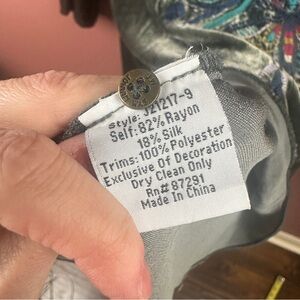 Style: J21217-9
Self: 82% Rayon
18% Silk
Trims: 100% Polyester
Exclusive Of Decoration
Dry Clean Only
Rn# 87291
Made In China